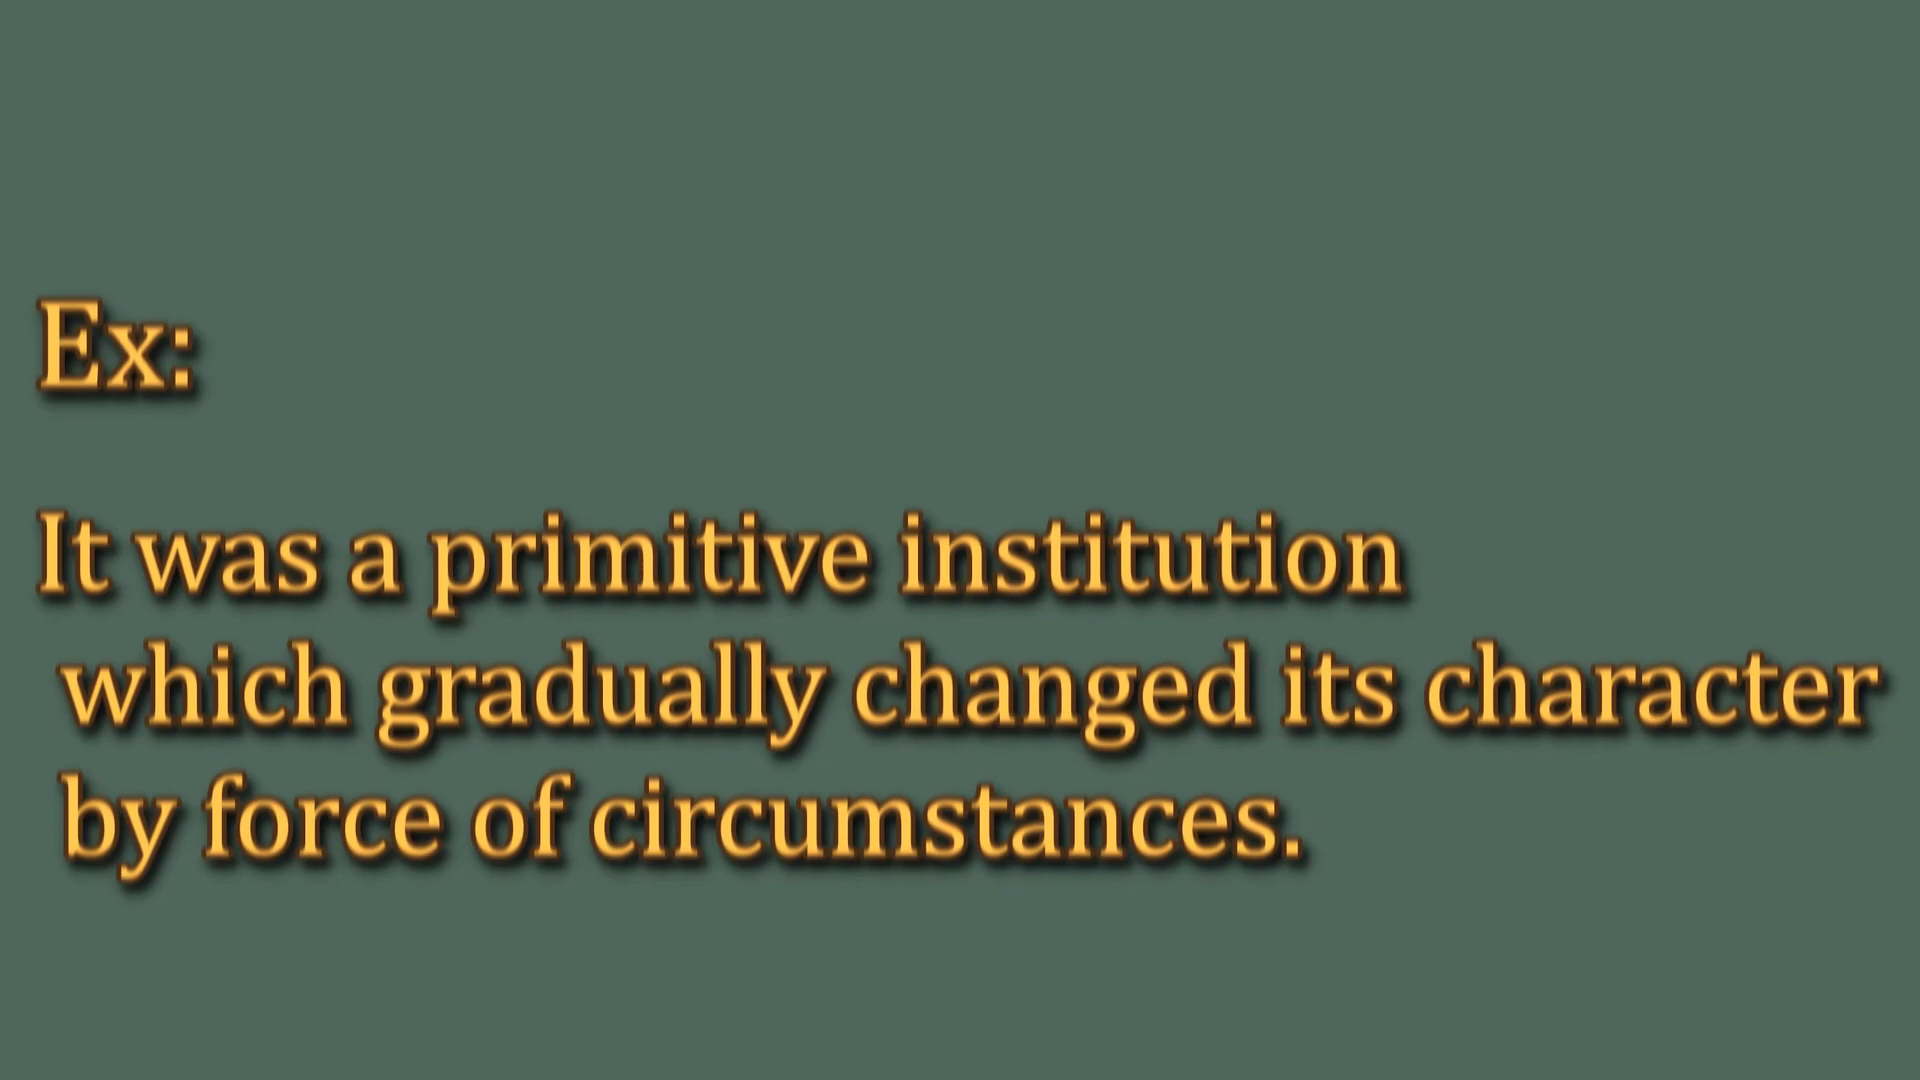 Ex:
It was a primitive institution
which gradually changed its character
by force of circumstances.